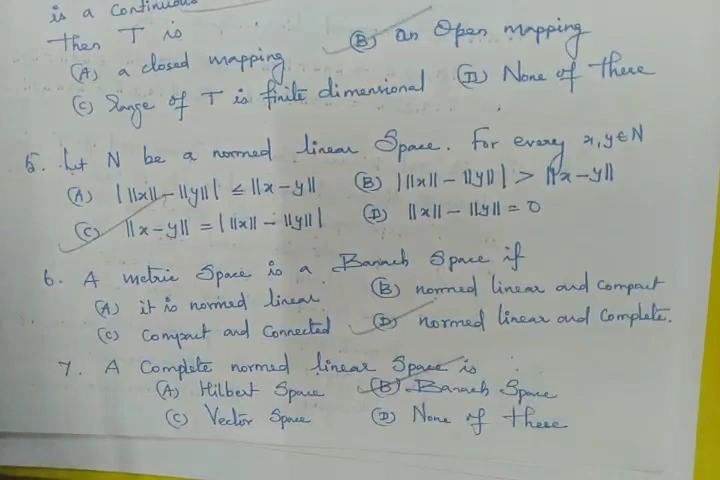 is a continuous
Then T is
(A) a closed mapping (B) an open mapping
(C) Range of T is finite dimensional (D) None of there
5. Let N be a normed linear Space. For every x, y ∈ N
(A) | ||x|| - ||y|| | ≤ ||x-y|| (B) | ||x|| - ||y|| | > ||x-y||
(C) ||x-y|| = | ||x|| - ||y|| | (D) ||x|| - ||y|| = 0
6. A metric Space is a Banach Space if
(A) it is normed linear (B) normed linear and compact
(C) Compact and Connected (D) normed linear and Complete.
7. A Complete normed linear Space is
(A) Hilbert Space (B) Banach Space
(C) Vector Space (D) None of there